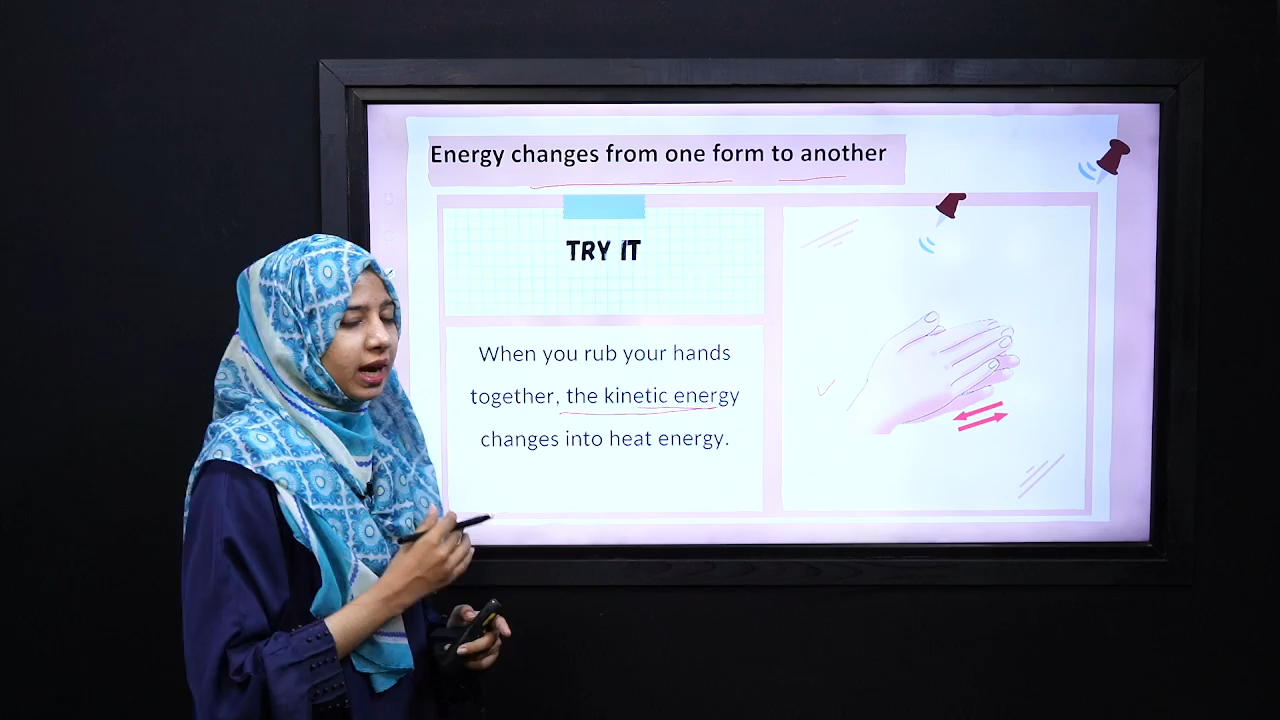 Energy changes from one form to another
TRY IT
When you rub your hands
together, the kinetic energy
changes into heat energy.